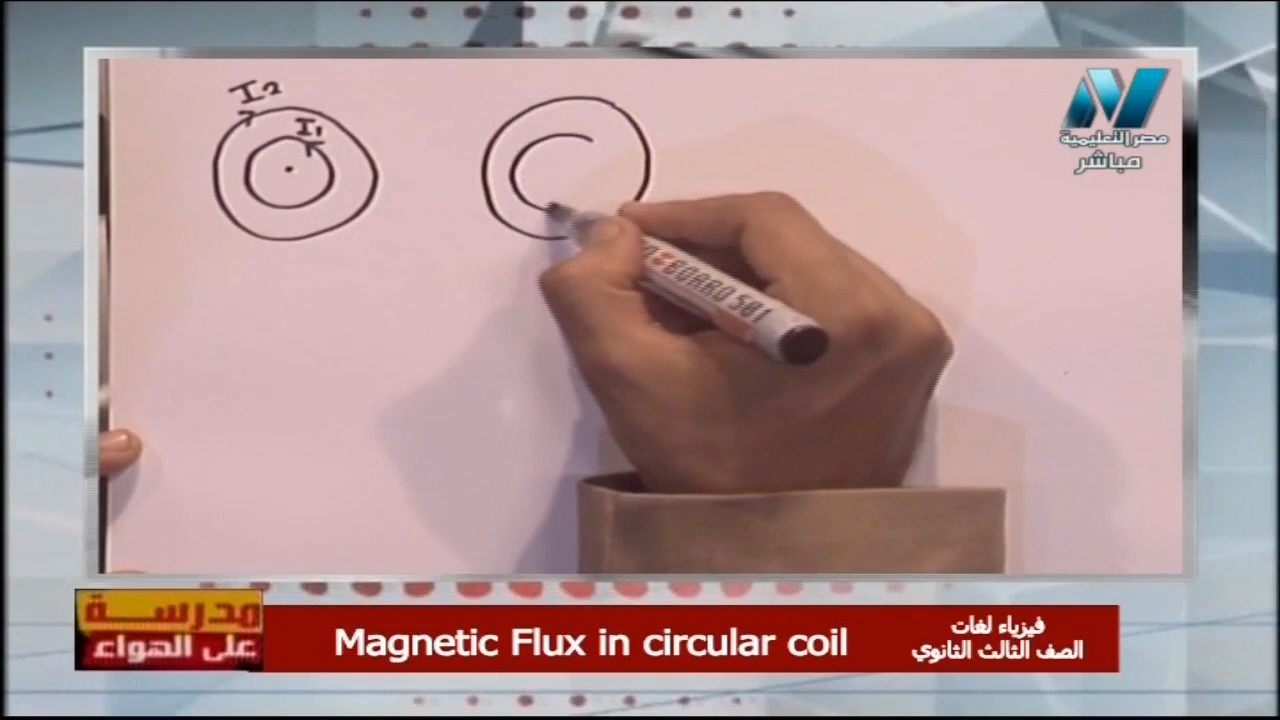 I2
I1
مصر التعليمية
مباشر
BOARD 581
مدرسة
على الهواء
Magnetic Flux in circular coil
فيزياء لغات
الصف الثالث الثانوي